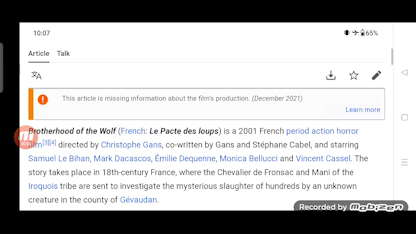 10:07
65%
Article Talk
This article is missing information about the film's production. (December 2021)
Learn more
Brotherhood of the Wolf (French: Le Pacte des loups) is a 2001 French period action horror
film[3][4] directed by Christophe Gans, co-written by Gans and Stéphane Cabel, and starring
Samuel Le Bihan, Mark Dacascos, Émilie Dequenne, Monica Bellucci and Vincent Cassel. The
story takes place in 18th-century France, where the Chevalier de Fronsac and Mani of the
Iroquois tribe are sent to investigate the mysterious slaughter of hundreds by an unknown
creature in the county of Gévaudan.
Recorded by Mobizen